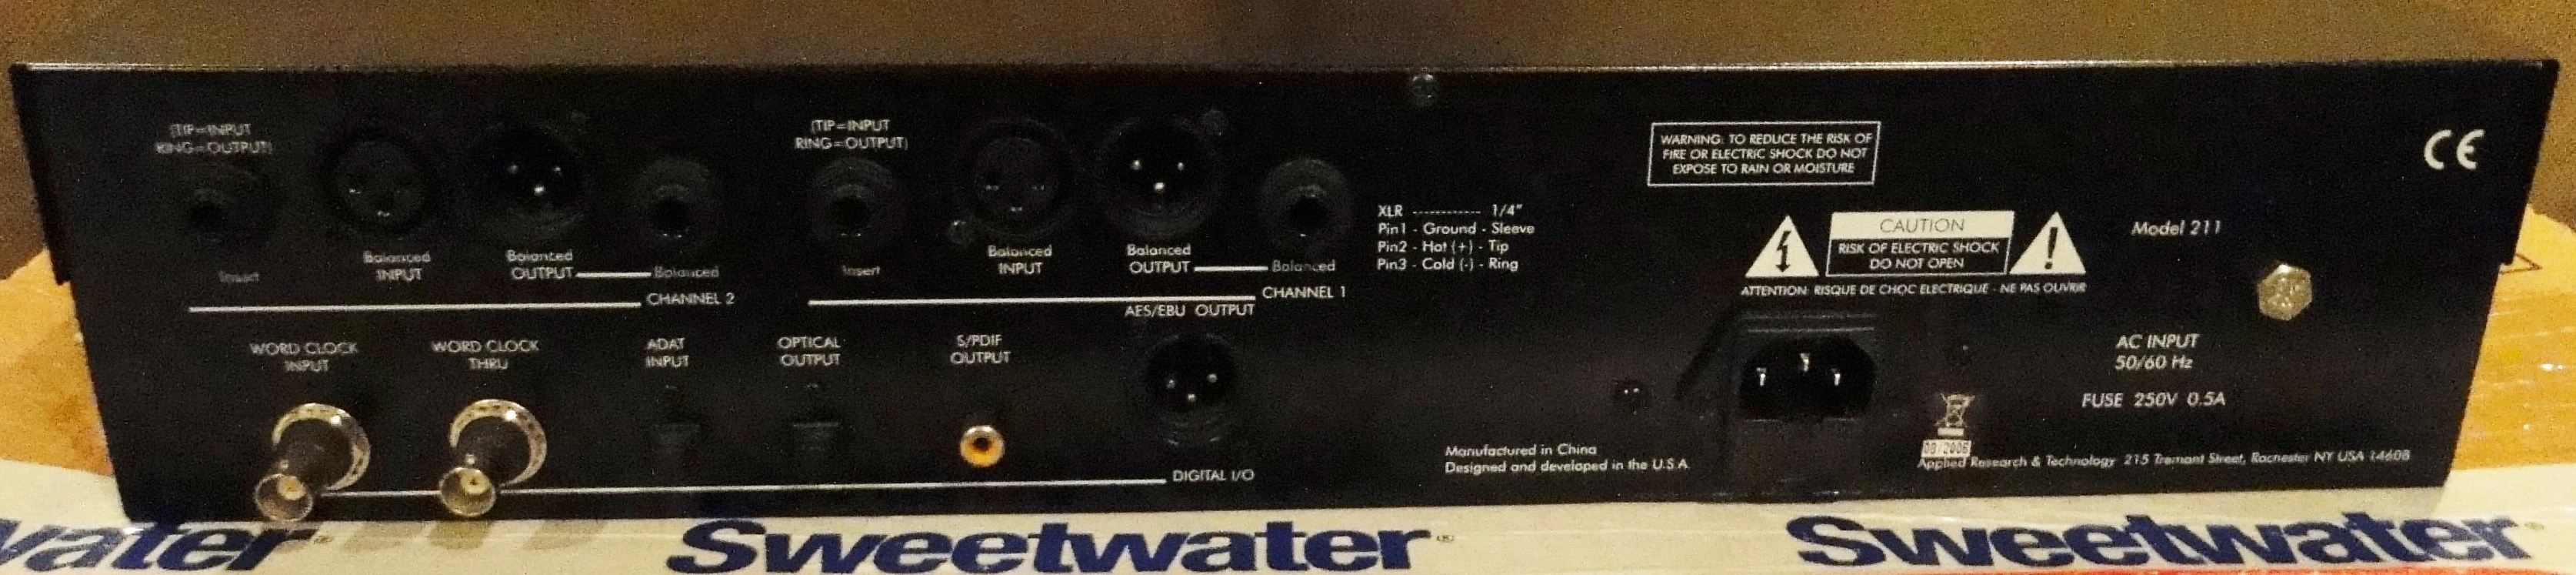 (TIP=INPUT
RING=OUTPUT)
Insert
Balanced
INPUT
Balanced
OUTPUT
Balanced
CHANNEL 2
(TIP=INPUT
RING=OUTPUT)
Insert
Balanced
INPUT
Balanced
OUTPUT
Balanced
CHANNEL 1
XLR ------------ 1/4"
Pin1 - Ground - Sleeve
Pin2 - Hot (+) - Tip
Pin3 - Cold (-) - Ring
WARNING: TO REDUCE THE RISK OF
FIRE OR ELECTRIC SHOCK DO NOT
EXPOSE TO RAIN OR MOISTURE
CE
CAUTION
RISK OF ELECTRIC SHOCK
DO NOT OPEN
ATTENTION: RISQUE DE CHOC ELECTRIQUE - NE PAS OUVRIR
Model 211
WORD CLOCK
INPUT
WORD CLOCK
THRU
ADAT
INPUT
OPTICAL
OUTPUT
S/PDIF
OUTPUT
AES/EBU OUTPUT
DIGITAL I/O
AC INPUT
50/60 Hz
FUSE 250V 0.5A
Manufactured in China
Designed and developed in the U.S.A
08/2006
Applied Research & Technology 215 Tremont Street, Rochester NY USA 14608
water
Sweetwater®
Sweetwater